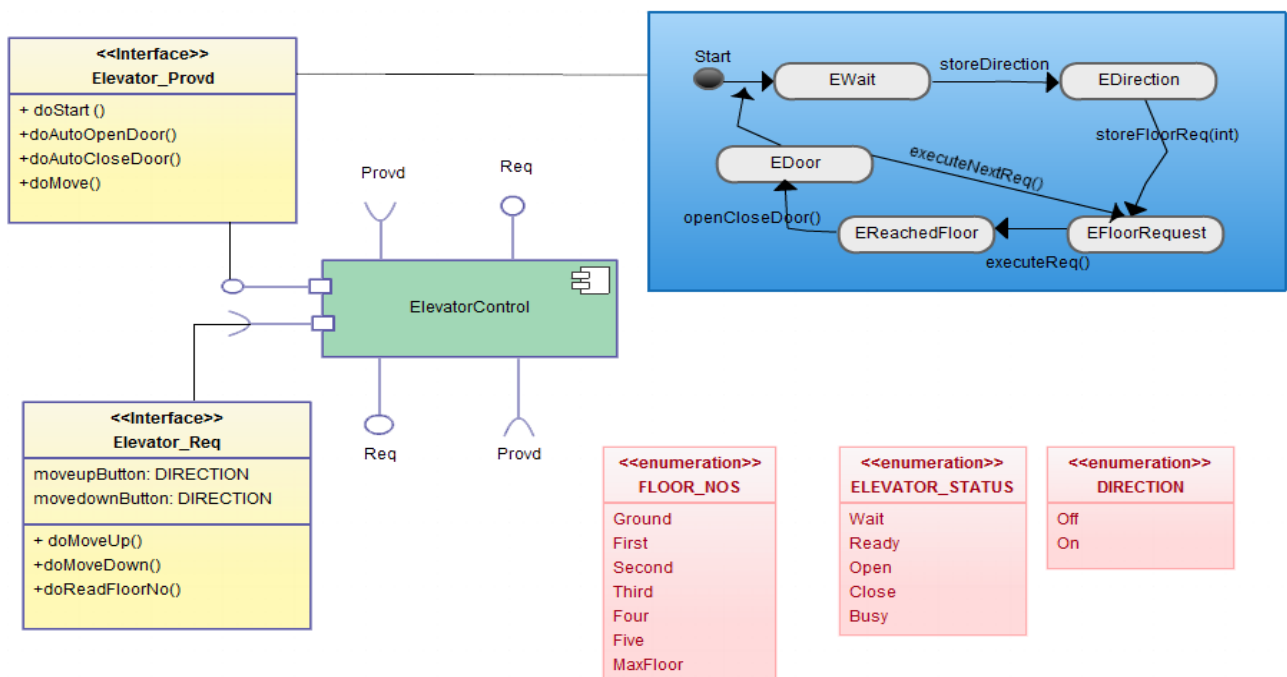 <<Interface>>
Elevator_Provd
+ doStart ()
+doAutoOpenDoor()
+doAutoCloseDoor()
+doMove()
Start
EWait
storeDirection
EDirection
storeFloorReq(int)
executeNextReq()
EDoor
openCloseDoor()
EReachedFloor
EFloorRequest
executeReq()
Provd
Req
ElevatorControl
Req
Provd
<<Interface>>
Elevator_Req
moveupButton: DIRECTION
movedownButton: DIRECTION
+ doMoveUp()
+doMoveDown()
+doReadFloorNo()
<<enumeration>>
FLOOR_NOS
Ground
First
Second
Third
Four
Five
MaxFloor
<<enumeration>>
ELEVATOR_STATUS
Wait
Ready
Open
Close
Busy
<<enumeration>>
DIRECTION
Off
On